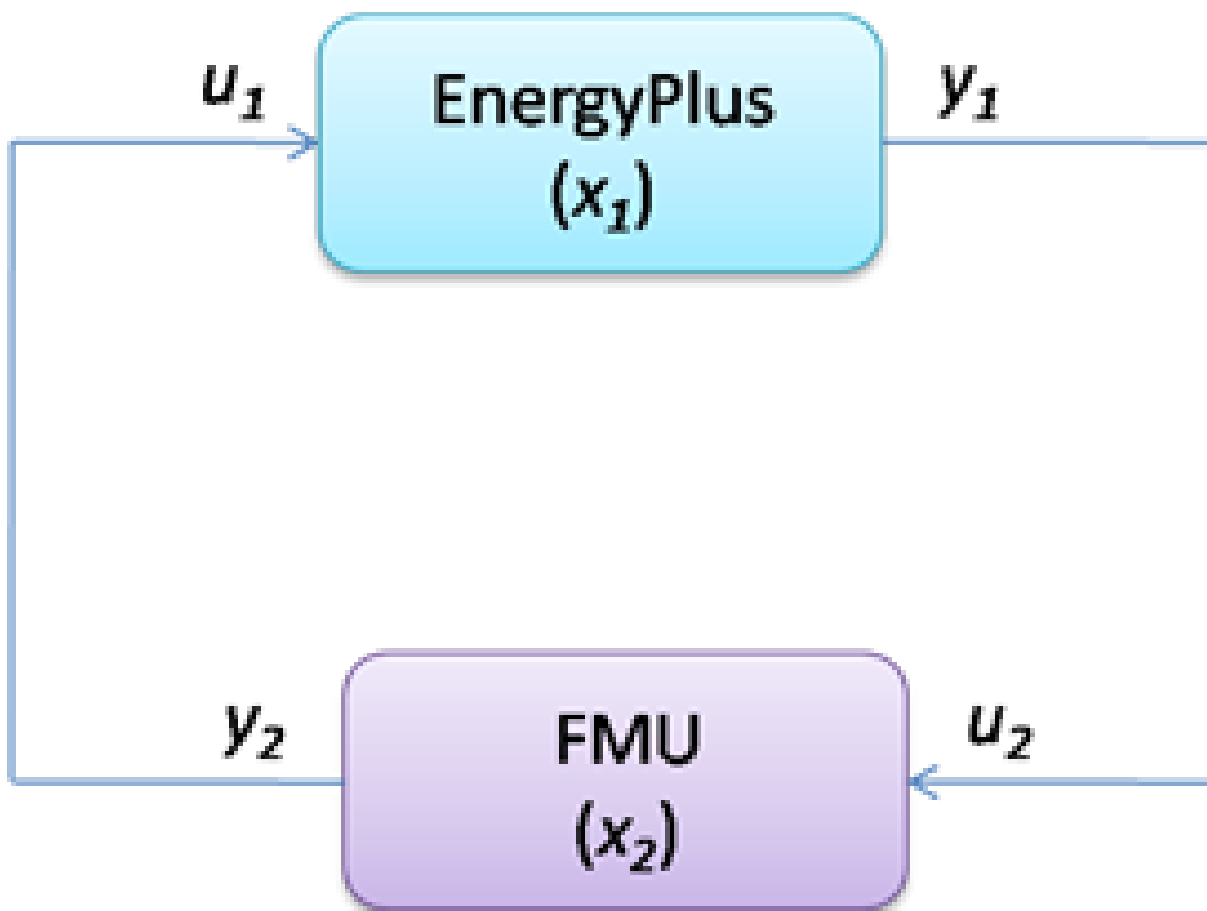 u₁
EnergyPlus
(x₁)
y₁
y₂
FMU
(x₂)
u₂